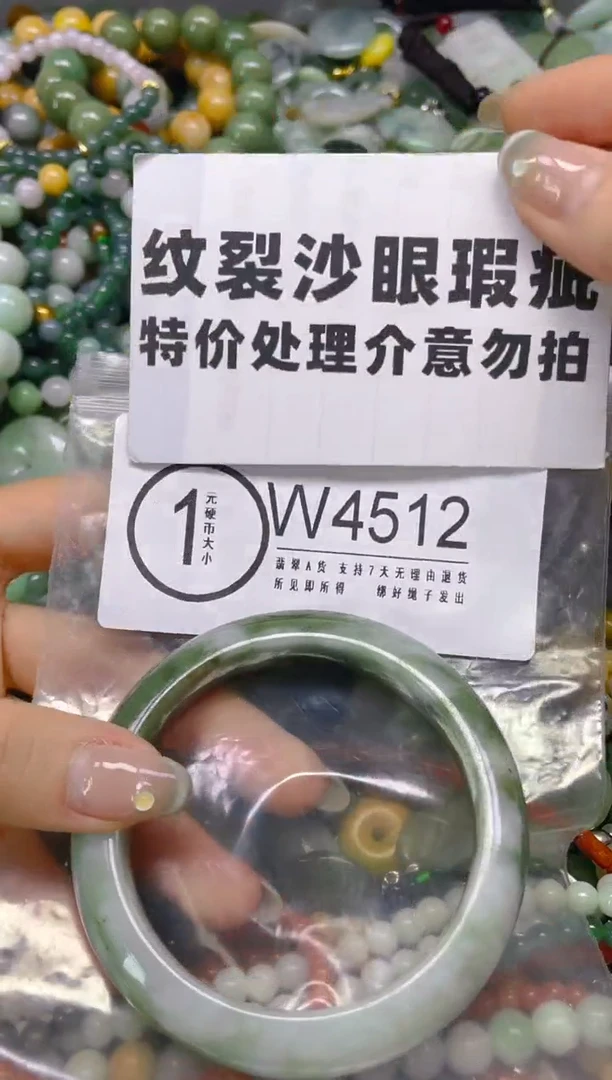 纹裂沙眼瑕疵
特价处理介意勿拍
1
元硬币大小
W4512
翡翠A货 支持7天无理由退货
所见即所得 绑好绳子发出